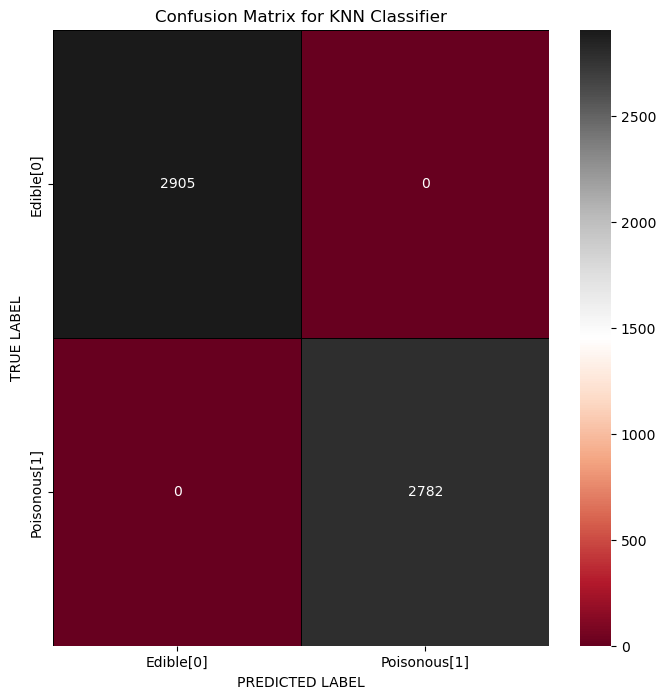 Confusion Matrix for KNN Classifier
TRUE LABEL
Edible[0]
Poisonous[1]
2905
0
0
2782
Edible[0]
Poisonous[1]
PREDICTED LABEL
2500
2000
1500
1000
500
0